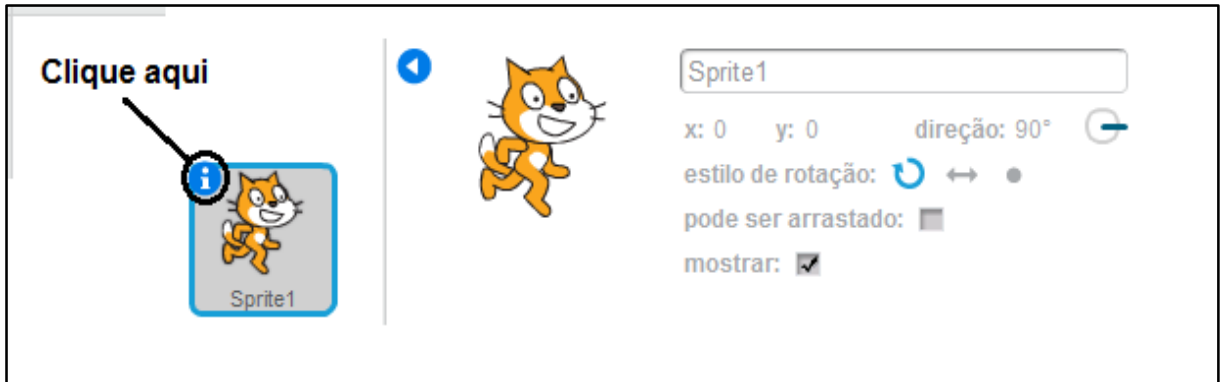 Clique aqui
Sprite1
Sprite1
x: 0 y: 0 direção: 90°
estilo de rotação:
pode ser arrastado:
mostrar: